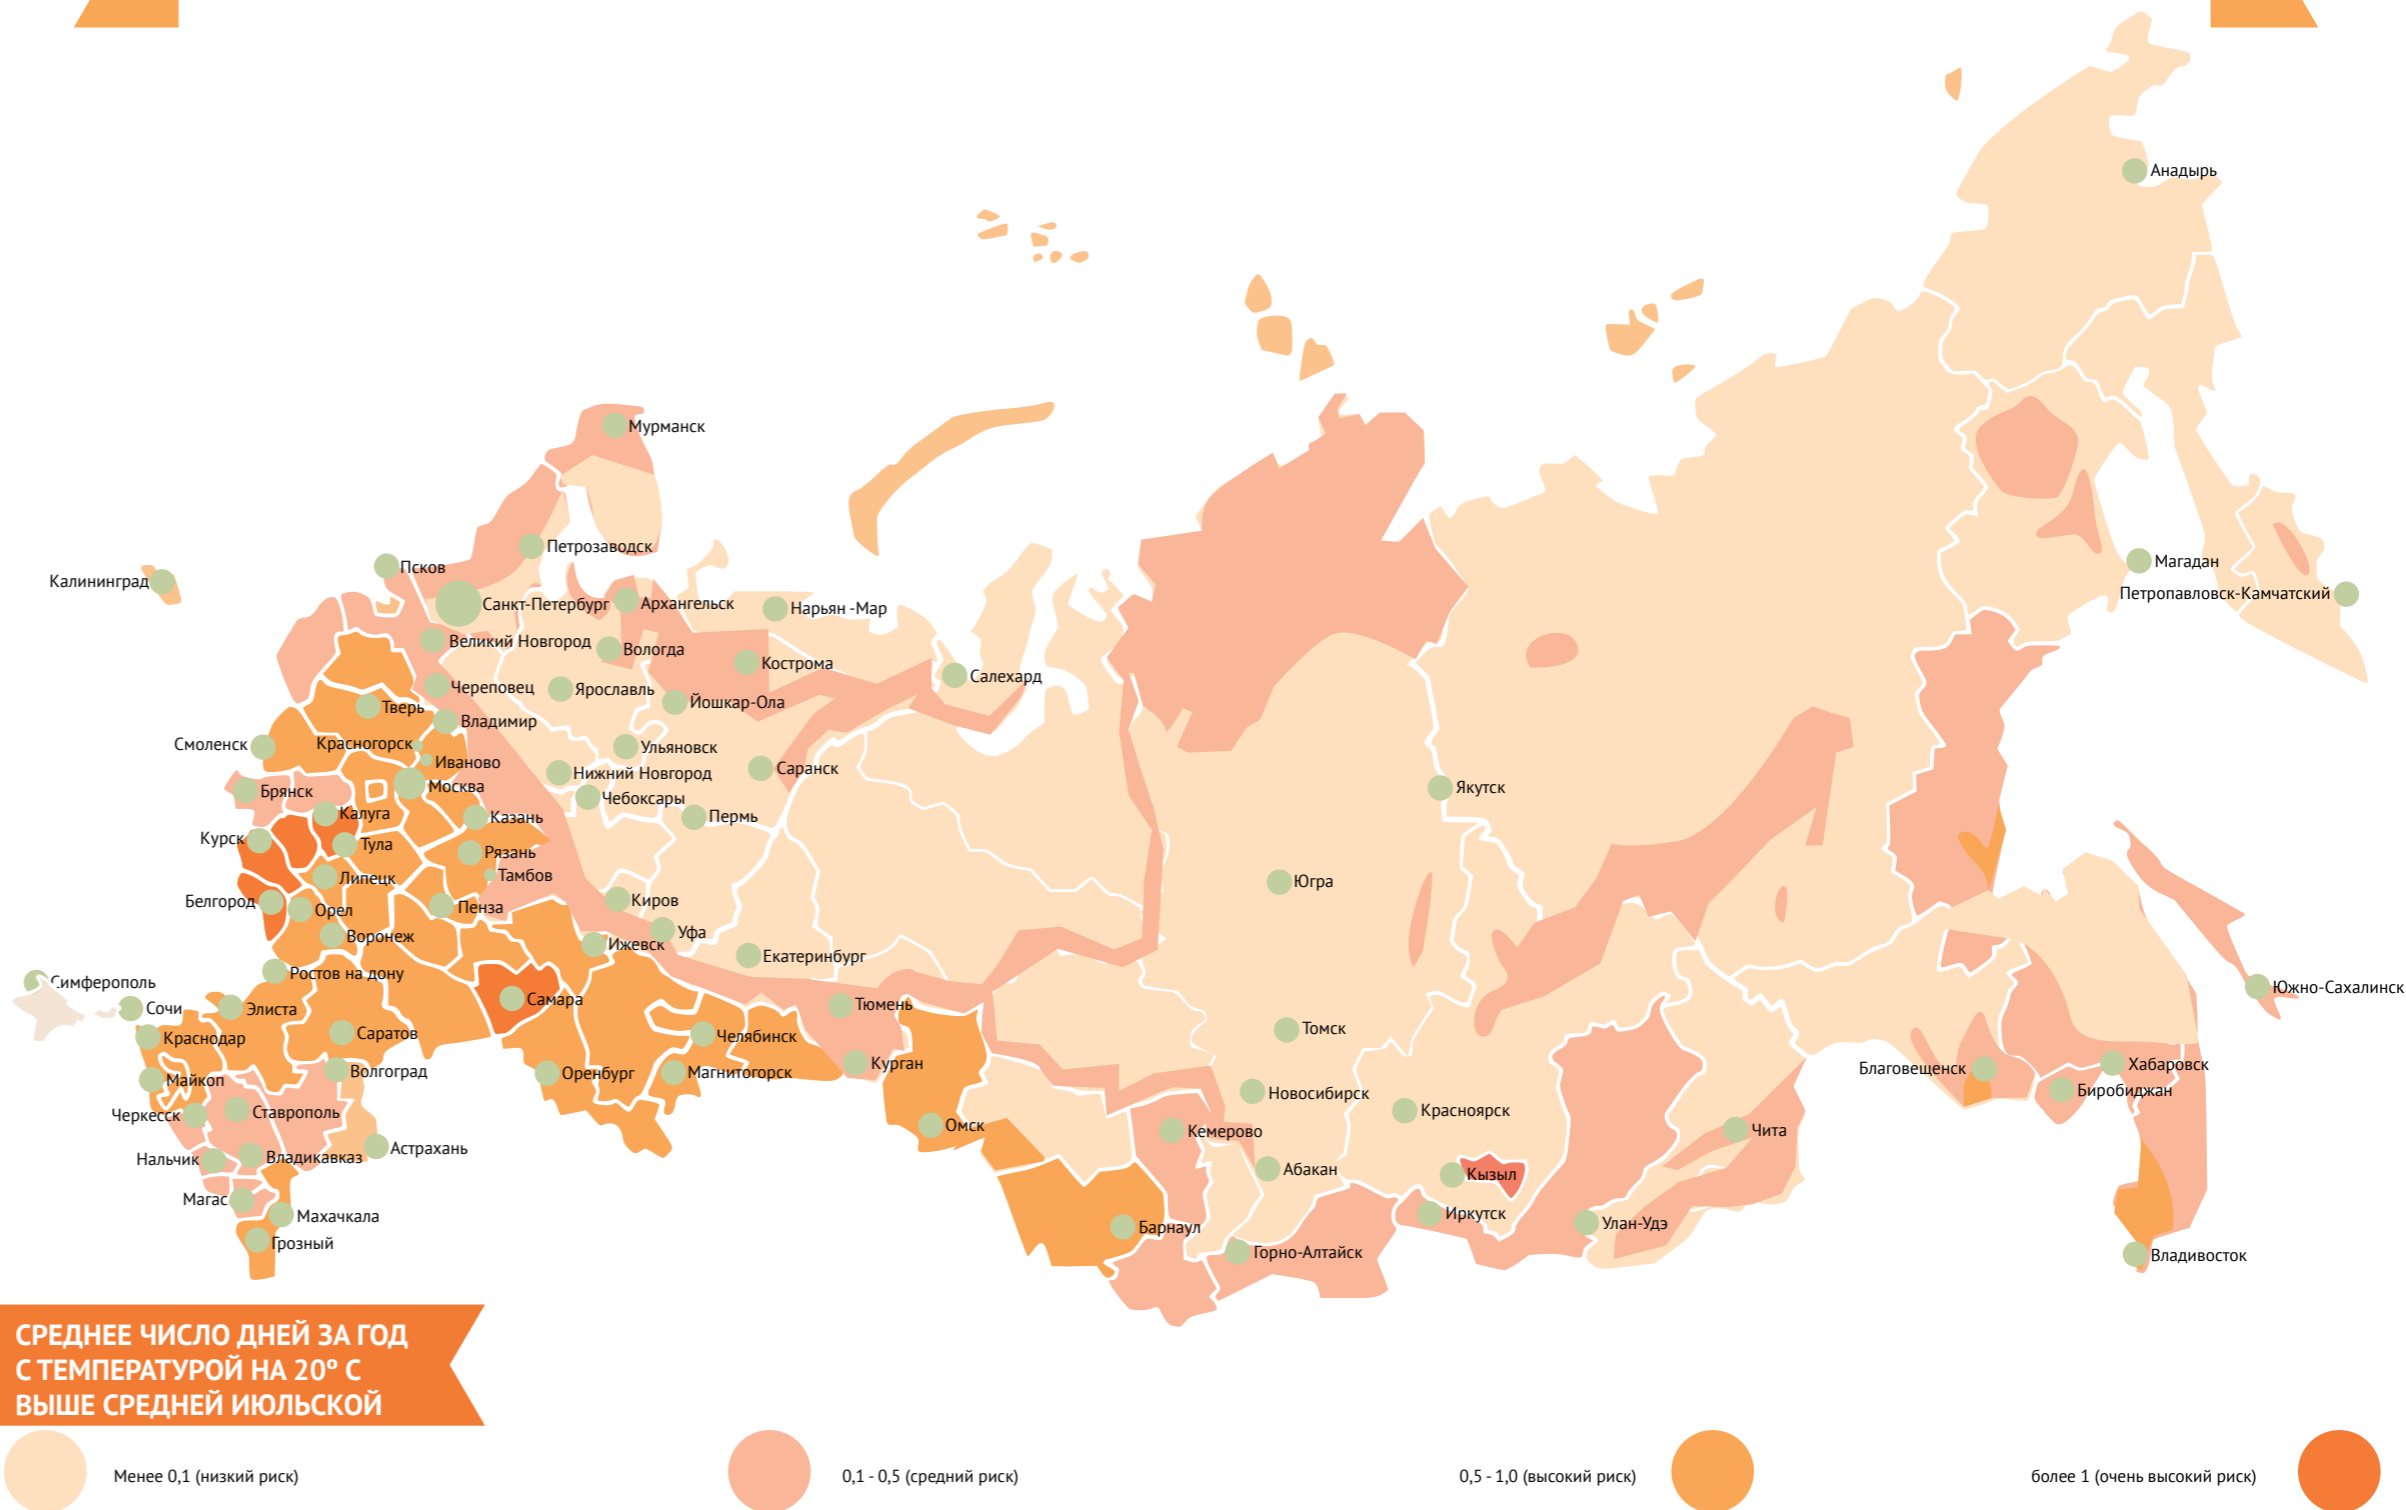 Анадырь
Мурманск
Петрозаводск
Псков
Магадан
Калининград
Петропавловск-Камчатский
Санкт-Петербург
Архангельск
Нарьян -Мар
Великий Новгород
Вологда
Кострома
Салехард
Череповец
Ярославль
Йошкар-Ола
Тверь
Владимир
Смоленск
Красногорск
Ульяновск
Иваново
Нижний Новгород
Саранск
Москва
Якутск
Брянск
Чебоксары
Калуга
Казань
Пермь
Курск
Тула
Рязань
Тамбов
Липецк
Югра
Белгород
Орел
Пенза
Киров
Воронеж
Ижевск
Уфа
Екатеринбург
Ростов на дону
Симферополь
Самара
Южно-Сахалинск
Сочи
Элиста
Тюмень
Краснодар
Саратов
Челябинск
Томск
Майкоп
Волгоград
Оренбург
Магнитогорск
Курган
Благовещенск
Хабаровск
Новосибирск
Биробиджан
Черкесск
Ставрополь
Красноярск
Омск
Кемерово
Чита
Нальчик
Владикавказ
Астрахань
Абакан
Кызыл
Магас
Махачкала
Иркутск
Барнаул
Улан-Удэ
Грозный
Горно-Алтайск
Владивосток
СРЕДНЕЕ ЧИСЛО ДНЕЙ ЗА ГОД
С ТЕМПЕРАТУРОЙ НА 20º С
ВЫШЕ СРЕДНЕЙ ИЮЛЬСКОЙ
Менее 0,1 (низкий риск)
0,1 - 0,5 (средний риск)
0,5 - 1,0 (высокий риск)
более 1 (очень высокий риск)